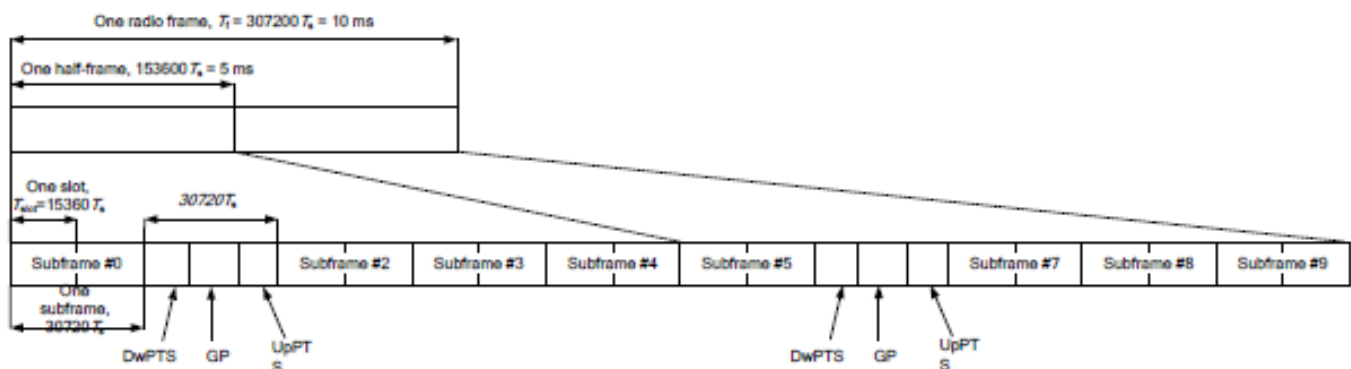 One radio frame, Tf = 307200 Ts = 10 ms
One half-frame, 153600 Ts = 5 ms
One slot,
Tslot=15360 Ts
30720Ts
Subframe #0
Subframe #2
Subframe #3
Subframe #4
Subframe #5
Subframe #7
Subframe #8
Subframe #9
One
subframe,
30720 Ts
DwPTS
GP
UpPT
S
DwPTS
GP
UpPT
S